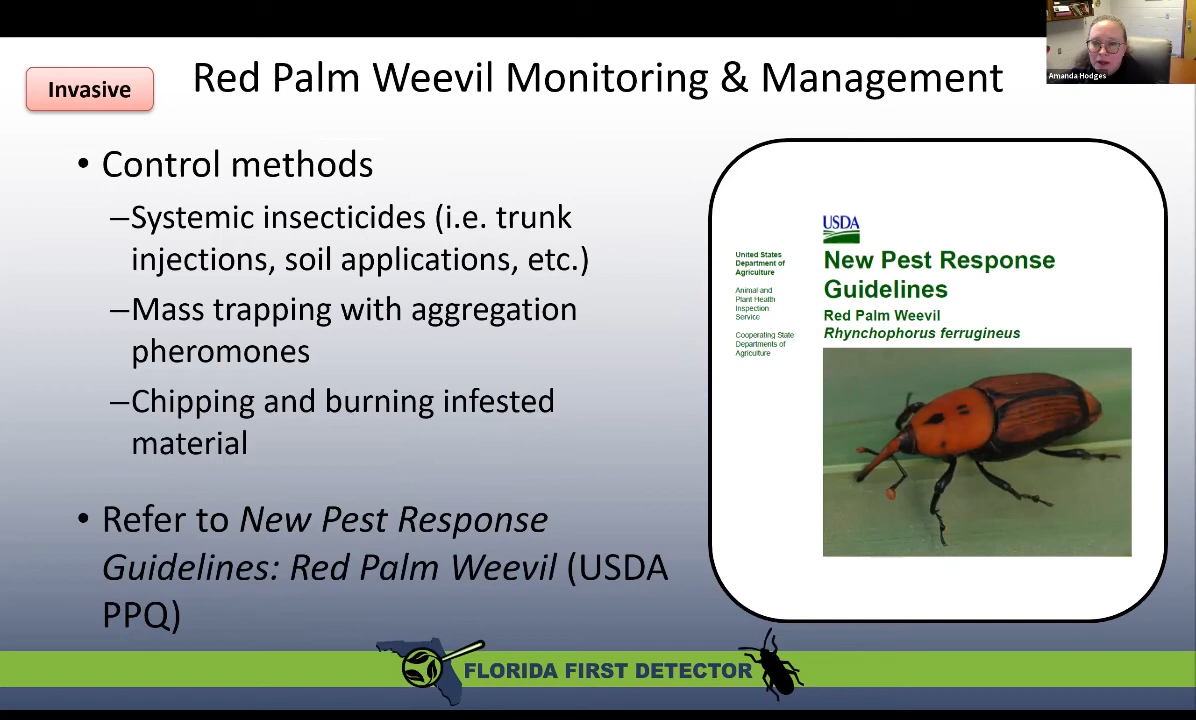 Invasive
Red Palm Weevil Monitoring & Management
Amanda Hodges
• Control methods
–Systemic insecticides (i.e. trunk
injections, soil applications, etc.)
–Mass trapping with aggregation
pheromones
–Chipping and burning infested
material
• Refer to New Pest Response
Guidelines: Red Palm Weevil (USDA
PPQ)
USDA
United States
Department of
Agriculture
Animal and
Plant Health
Inspection
Service
Cooperating State
Departments of
Agriculture
New Pest Response
Guidelines
Red Palm Weevil
Rhynchophorus ferrugineus
FLORIDA FIRST DETECTOR